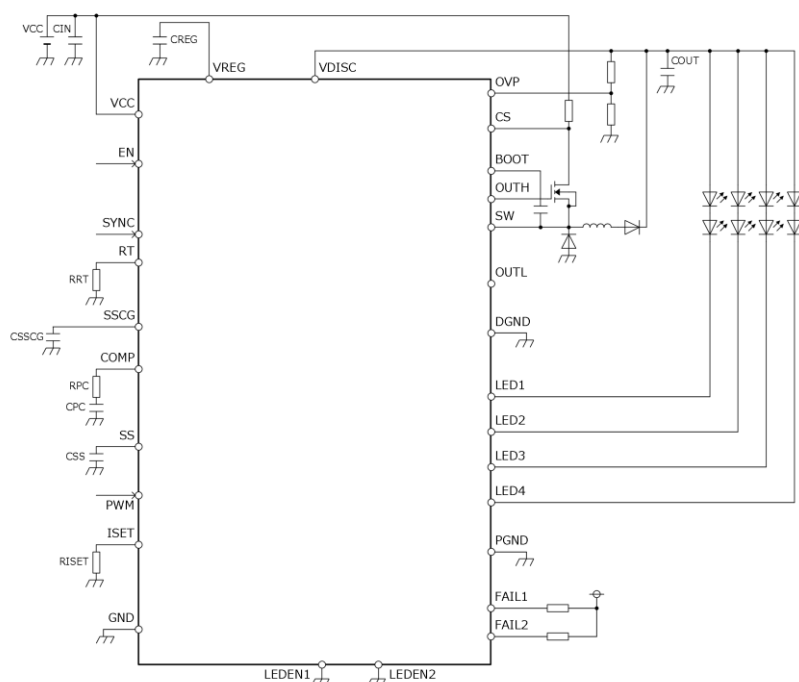 VCC
CIN
CREG
VREG
VDISC
COUT
OVP
VCC
CS
EN
BOOT
OUTH
SYNC
SW
RT
RRT
OUTL
SSCG
CSSCG
DGND
COMP
RPC
CPC
LED1
SS
CSS
LED2
LED3
LED4
PWM
ISET
RISET
PGND
FAIL1
GND
FAIL2
LEDEN1
LEDEN2